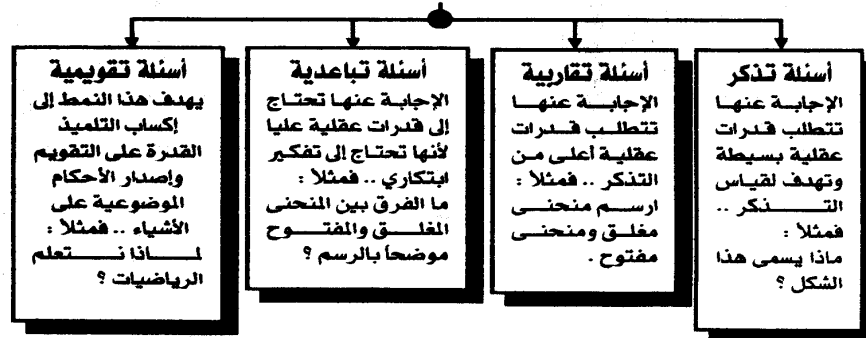 أسئلة تذكر
الإجابة عنها
تتطلب قدرات
عقلية بسيطة
وتهدف لقياس
التذكر ..
فمثلاً :
ماذا يسمى هذا
الشكل ؟
أسئلة تقاربية
الإجابة عنها
تتطلب قدرات
عقلية أعلى من
التذكر .. فمثلاً :
ارسم منحنى
مغلق ومنحنى
مفتوح .
أسئلة تباعدية
الإجابة عنها تحتاج
إلى قدرات عقلية عليا
لأنها تحتاج إلى تفكير
ابتكاري .. فمثلاً :
ما الفرق بين المنحنى
المغلق والمفتوح
موضحاً بالرسم ؟
أسئلة تقويمية
يهدف هذا النمط إلى
إكساب التلميذ
القدرة على التقويم
وإصدار الأحكام
الموضوعية على
الأشياء .. فمثلاً :
لماذا نتعلم
الرياضيات ؟